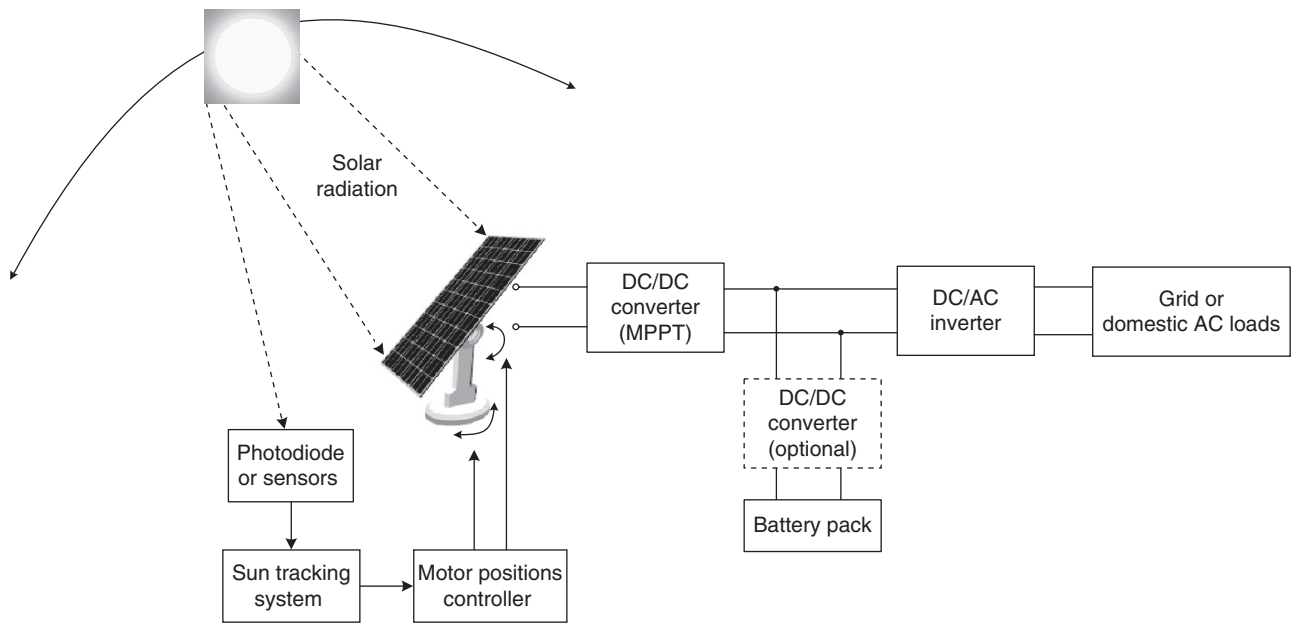 Solar
radiation
DC/DC
converter
(MPPT)
DC/AC
inverter
Grid or
domestic AC loads
DC/DC
converter
(optional)
Battery pack
Photodiode
or sensors
Sun tracking
system
Motor positions
controller